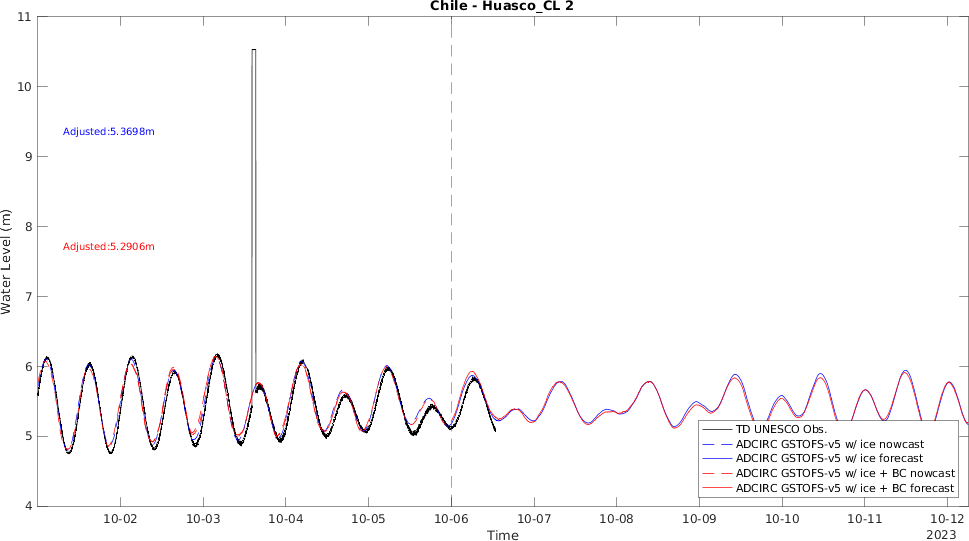 Chile - Huasco_CL 2
11
10
9
8
7
6
5
4
Water Level (m)
Adjusted:5.3698m
Adjusted:5.2906m
TD UNESCO Obs.
ADCIRC GSTOFS-v5 w/ ice nowcast
ADCIRC GSTOFS-v5 w/ ice forecast
ADCIRC GSTOFS-v5 w/ ice + BC nowcast
ADCIRC GSTOFS-v5 w/ ice + BC forecast
10-02 10-03 10-04 10-05 10-06 10-07 10-08 10-09 10-10 10-11 10-12
Time
2023